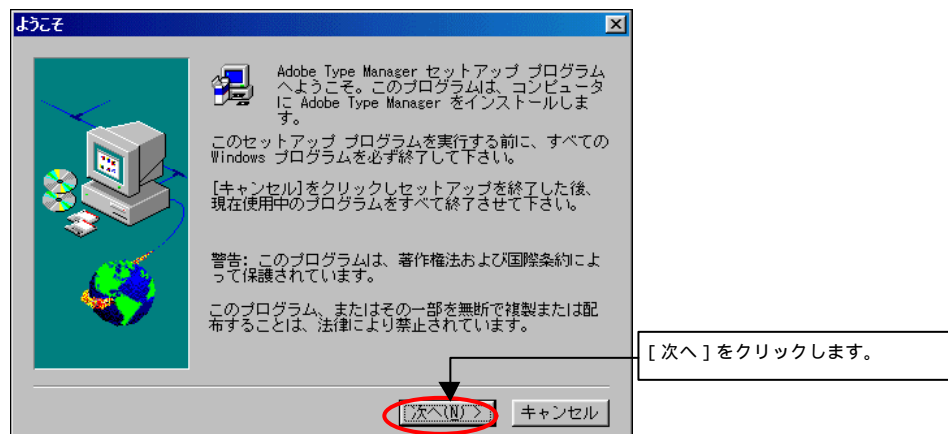 ようこそ
Adobe Type Manager セットアップ プログラム
へようこそ。このプログラムは、コンピュータ
に Adobe Type Manager をインストールしま
す。
このセットアップ プログラムを実行する前に、すべての
Windows プログラムを必ず終了して下さい。
[キャンセル]をクリックしセットアップを終了した後、
現在使用中のプログラムをすべて終了させて下さい。
警告: このプログラムは、著作権法および国際条約によ
って保護されています。
このプログラム、またはその一部を無断で複製または配
布することは、法律により禁止されています。
[ 次へ ] をクリックします。
次へ(N) >
キャンセル